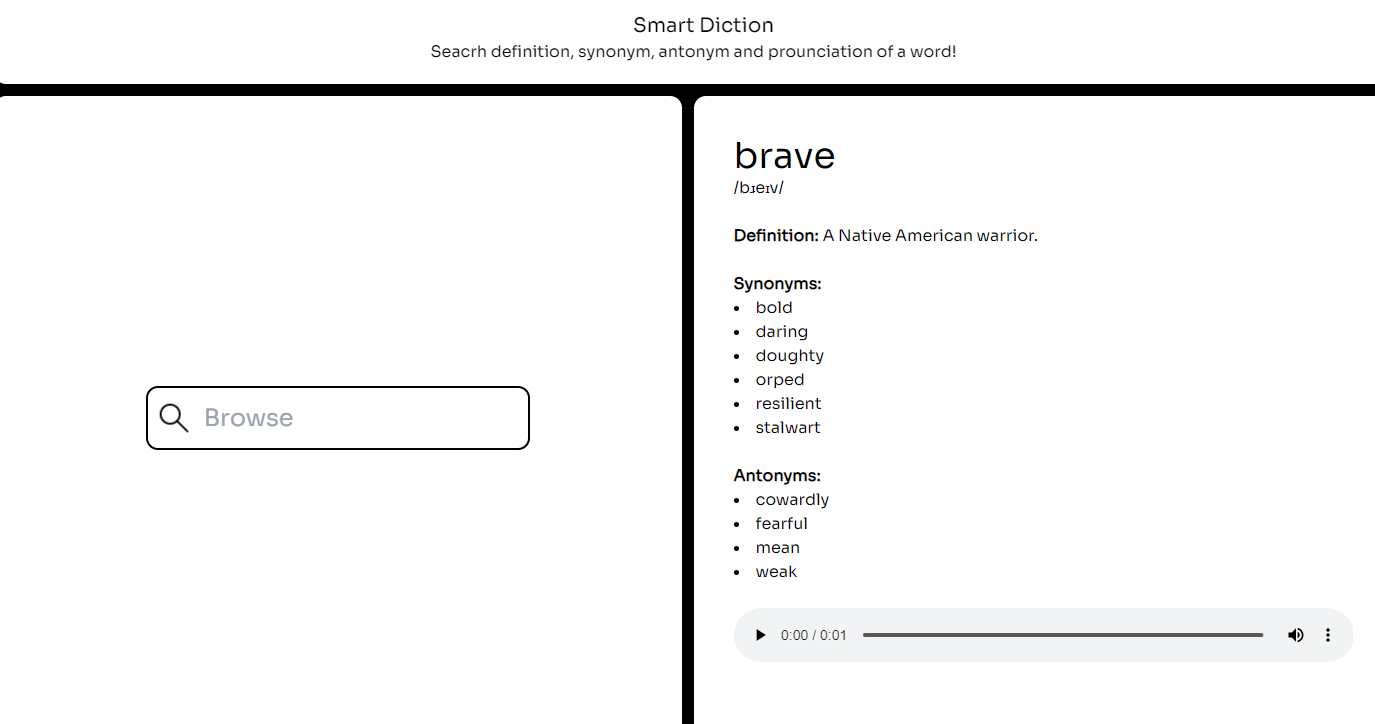 Smart Diction
Seacrh definition, synonym, antonym and prounciation of a word!
Browse
brave
/bɹeɪv/
Definition: A Native American warrior.
Synonyms:
• bold
• daring
• doughty
• orped
• resilient
• stalwart
Antonyms:
• cowardly
• fearful
• mean
• weak
0:00 / 0:01